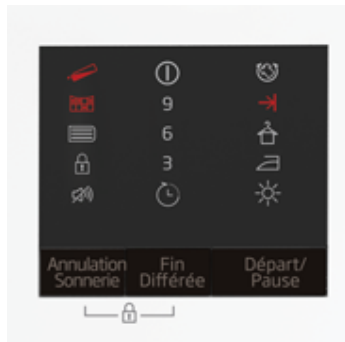 9
6
3
Annulation Sonnerie
Fin Différée
Départ/ Pause